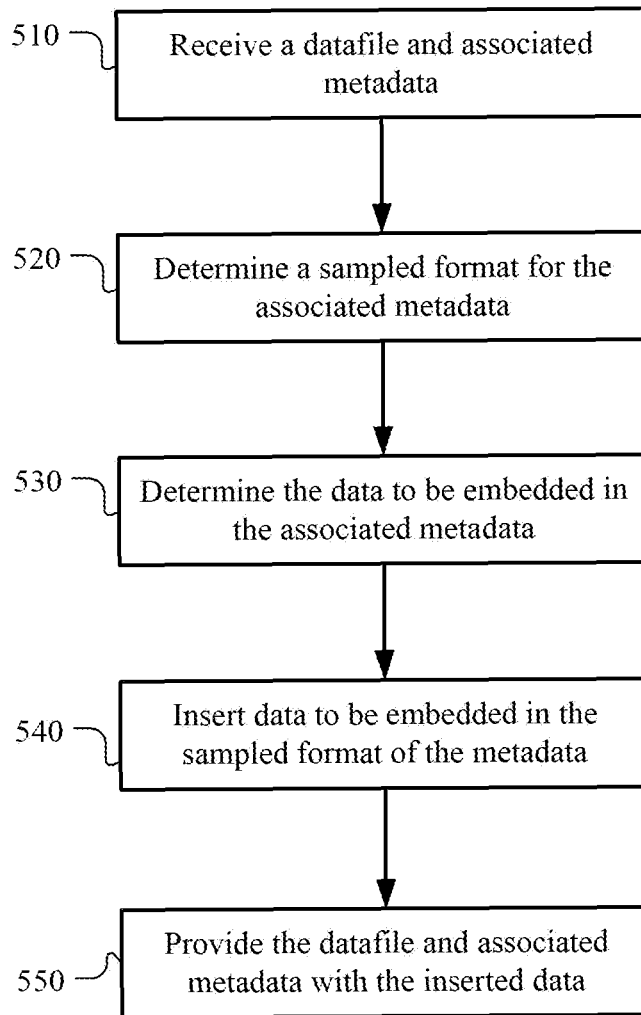 510
Receive a datafile and associated
metadata
520
Determine a sampled format for the
associated metadata
530
Determine the data to be embedded in
the associated metadata
540
Insert data to be embedded in the
sampled format of the metadata
550
Provide the datafile and associated
metadata with the inserted data